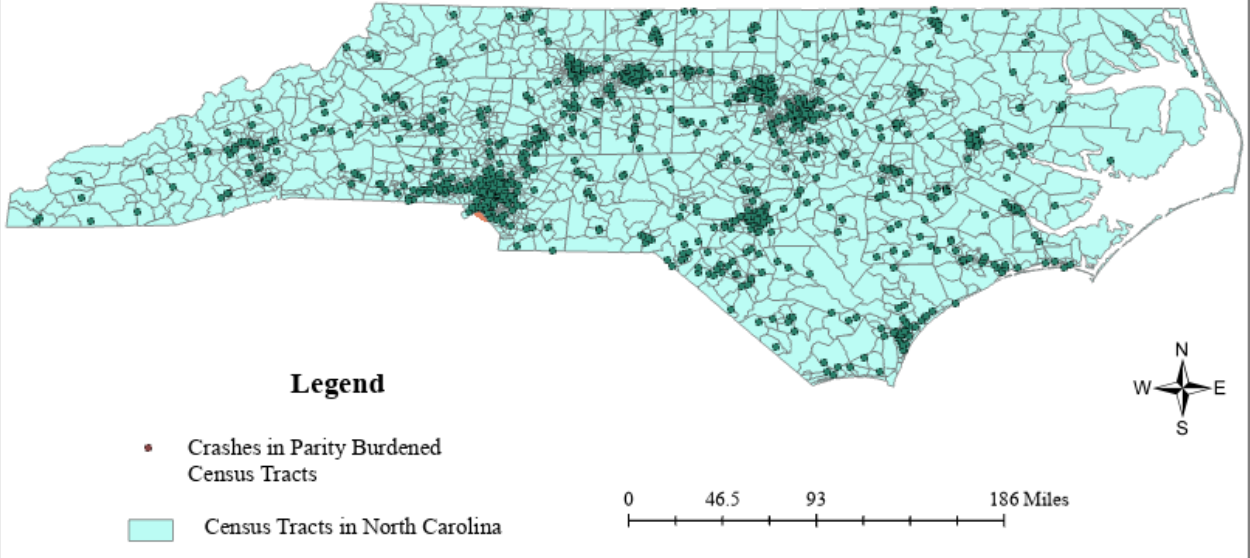 N
W E
S
Legend
Crashes in Parity Burdened
Census Tracts
Census Tracts in North Carolina
0 46.5 93 186 Miles